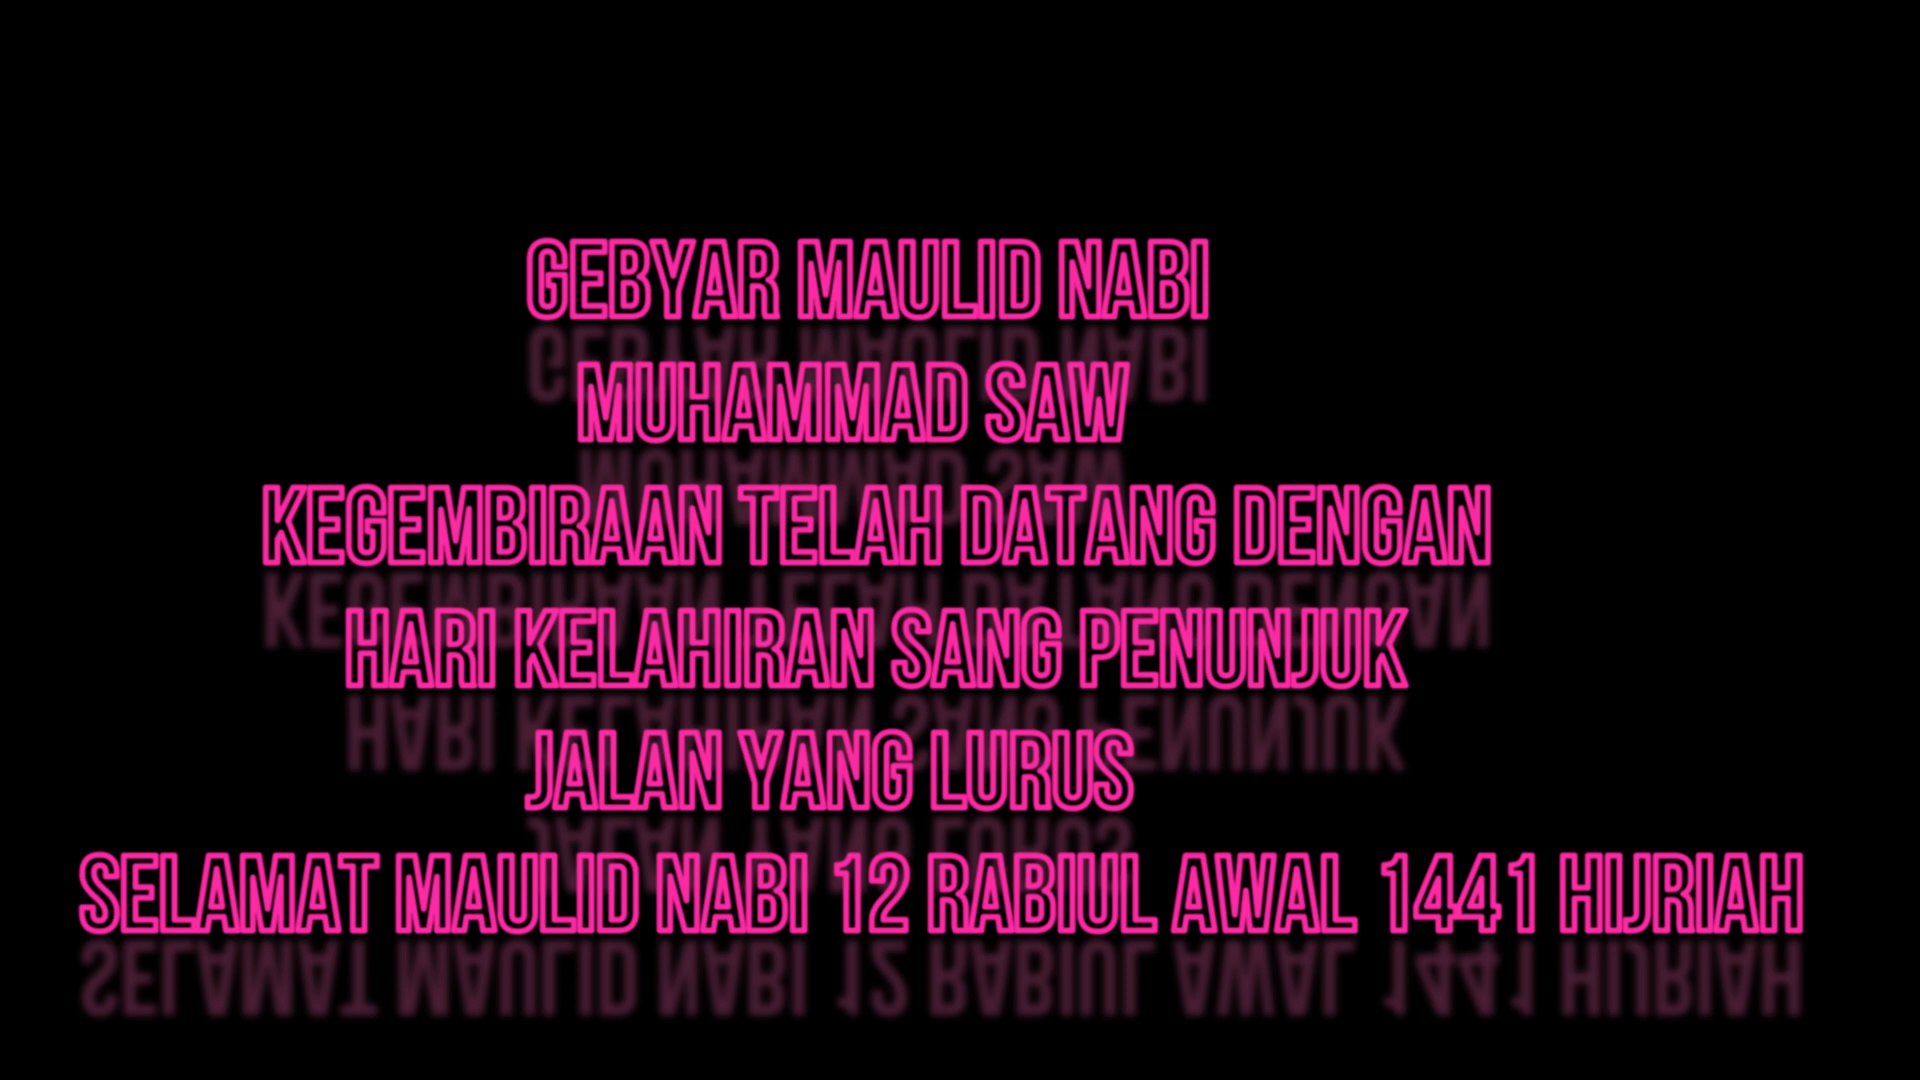 GEBYAR MAULID NABI
MUHAMMAD SAW
KEGEMBIRAAN TELAH DATANG DENGAN
HARI KELAHIRAN SANG PENUNJUK
JALAN YANG LURUS
SELAMAT MAULID NABI 12 RABIUL AWAL 1441 HIJRIAH